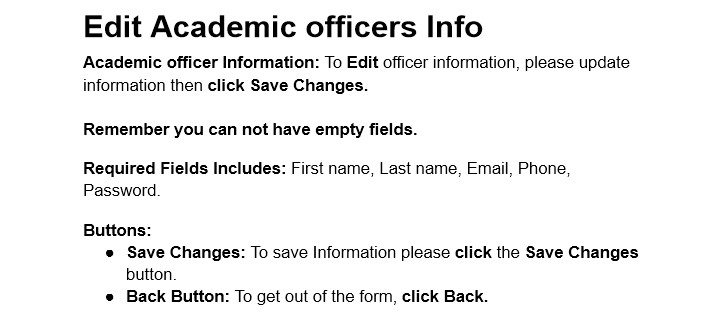 Edit Academic officers Info
Academic officer Information: To Edit officer information, please update
information then click Save Changes.
Remember you can not have empty fields.
Required Fields Includes: First name, Last name, Email, Phone,
Password.
Buttons:
● Save Changes: To save Information please click the Save Changes
button.
● Back Button: To get out of the form, click Back.